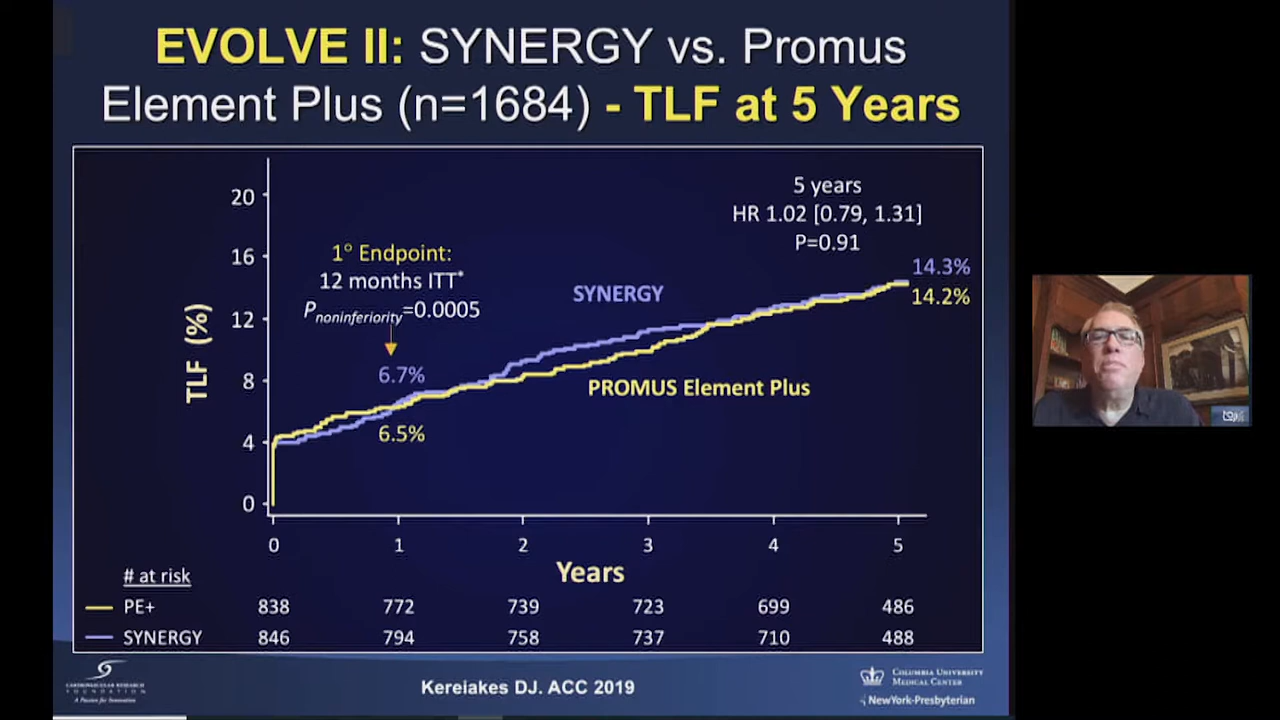 EVOLVE II: SYNERGY vs. Promus
Element Plus (n=1684) - TLF at 5 Years
20
16
12
8
4
0
TLF (%)
1° Endpoint:
12 months ITT*
Pnoninferiority=0.0005
6.7%
6.5%
SYNERGY
PROMUS Element Plus
5 years
HR 1.02 [0.79, 1.31]
P=0.91
14.3%
14.2%
0 1 2 3 4 5
Years
# at risk
PE+ 838 772 739 723 699 486
SYNERGY 846 794 758 737 710 488
CARDIOVASCULAR RESEARCH
FOUNDATION
A Passion for Innovation
Kereiakes DJ. ACC 2019
COLUMBIA UNIVERSITY
MEDICAL CENTER
NewYork-Presbyterian